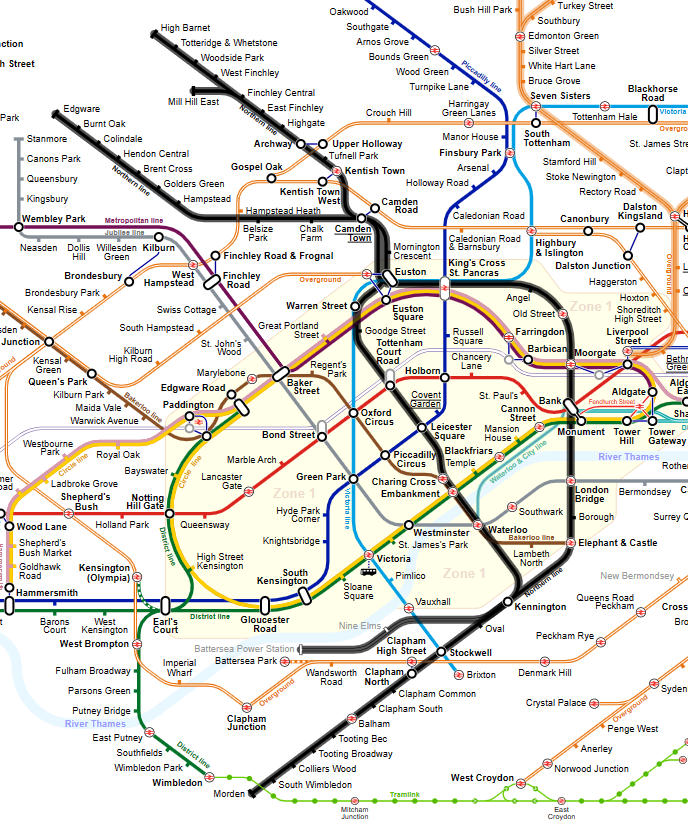 Oakwood
Southgate
Arnos Grove
Bounds Green
Wood Green
Turnpike Lane
Piccadilly line
Bush Hill Park
Turkey Street
Southbury
Edmonton Green
Silver Street
White Hart Lane
Bruce Grove
Seven Sisters
Blackhorse
Road
Victoria
Tottenham Hale
Overgro
South
Tottenham
St. James Stre
High Barnet
Totteridge & Whetstone
Woodside Park
West Finchley
Mill Hill East
Finchley Central
East Finchley
Highgate
Northern line
nction
h Street
Park
Edgware
Burnt Oak
Colindale
Hendon Central
Brent Cross
Golders Green
Hampstead
Northern line
Crouch Hill
Harringay
Green Lanes
Manor House
Finsbury Park
Arsenal
Holloway Road
Caledonian Road
Caledonian Road
& Barnsbury
Stamford Hill
Stoke Newington
Rectory Road
Clapt
Archway
Upper Holloway
Tufnell Park
Gospel Oak
Kentish Town
Kentish Town
West
Camden
Road
Camden
Town
Hampstead Heath
Belsize
Park
Chalk
Farm
Stanmore
Canons Park
Queensbury
Kingsbury
Wembley Park
Metropolitan line
Jubilee line
Neasden
Dollis
Hill
Willesden
Green
Kilburn
Canonbury
Dalston
Kingsland
Highbury
& Islington
Dalston Junction
Haggerston
Hoxton
Shoreditch
High Street
Overground
Brondesbury
West
Hampstead
Finchley Road & Frognal
Finchley
Road
Brondesbury Park
Kensal Rise
Overground
Mornington
Crescent
Euston
King's Cross
St. Pancras
Zone 1
Angel
Old Street
Swiss Cottage
South Hampstead
St. John's
Wood
Kilburn
High Road
Warren Street
Euston
Square
Great Portland
Street
Goodge Street
Russell
Square
Farringdon
Barbican
Moorgate
Liverpool
Street
Beth
Gree
sden
Junction
Kensal
Green
Queen's Park
Kilburn Park
Maida Vale
Warwick Avenue
Bakerloo line
Marylebone
Edgware Road
Paddington
Baker
Street
Regent's
Park
Tottenham
Court
Road
Holborn
Chancery
Lane
St. Paul's
Bank
Fenchurch Street
Aldgate
Aldg
Ea
Sha
Covent
Garden
Cannon
Street
Mansion
House
Monument
Tower
Hill
Tower
Gateway
Oxford
Circus
Bond Street
Leicester
Square
Blackfriars
Temple
Waterloo & City line
River Thames
Rothe
Westbourne
Park
Royal Oak
Circle line
Ladbroke Grove
Shepherd's
Bush
Bayswater
Notting
Hill Gate
Circle line
Marble Arch
Lancaster
Gate
Green Park
Piccadilly
Circus
Charing Cross
Embankment
London
Bridge
Bermondsey
Southwark
Borough
Surrey Q
Zone 1
Victoria line
Wood Lane
Holland Park
Queensway
Hyde Park
Corner
Knightsbridge
Westminster
St. James's Park
Waterloo
Bakerloo line
Lambeth
North
Elephant & Castle
Shepherd's
Bush Market
Goldhawk
Road
Hammersmith
Kensington
(Olympia)
District line
High Street
Kensington
South
Kensington
Sloane
Square
Victoria
Zone 1
Pimlico
Northern line
New Bermondsey
Barons
Court
West
Kensington
Earl's
Court
District line
Gloucester
Road
Vauxhall
Kennington
Queens Road
Peckham
Cross
Ro
Nine Elms
Oval
Peckham Rye
Battersea Power Station
Battersea Park
Clapham
High Street
Stockwell
Wandsworth
Road
Clapham
North
Brixton
Denmark Hill
West Brompton
Fulham Broadway
Parsons Green
Putney Bridge
River Thames
East Putney
Southfields
Wimbledon Park
Wimbledon
District line
Imperial
Wharf
Overground
Clapham
Junction
Clapham Common
Clapham South
Balham
Tooting Bec
Tooting Broadway
Colliers Wood
South Wimbledon
Morden
Syden
Crystal Palace
Overground
Penge West
Anerley
Norwood Junction
West Croydon
Tramlink
Mitcham
Junction
East
Croydon